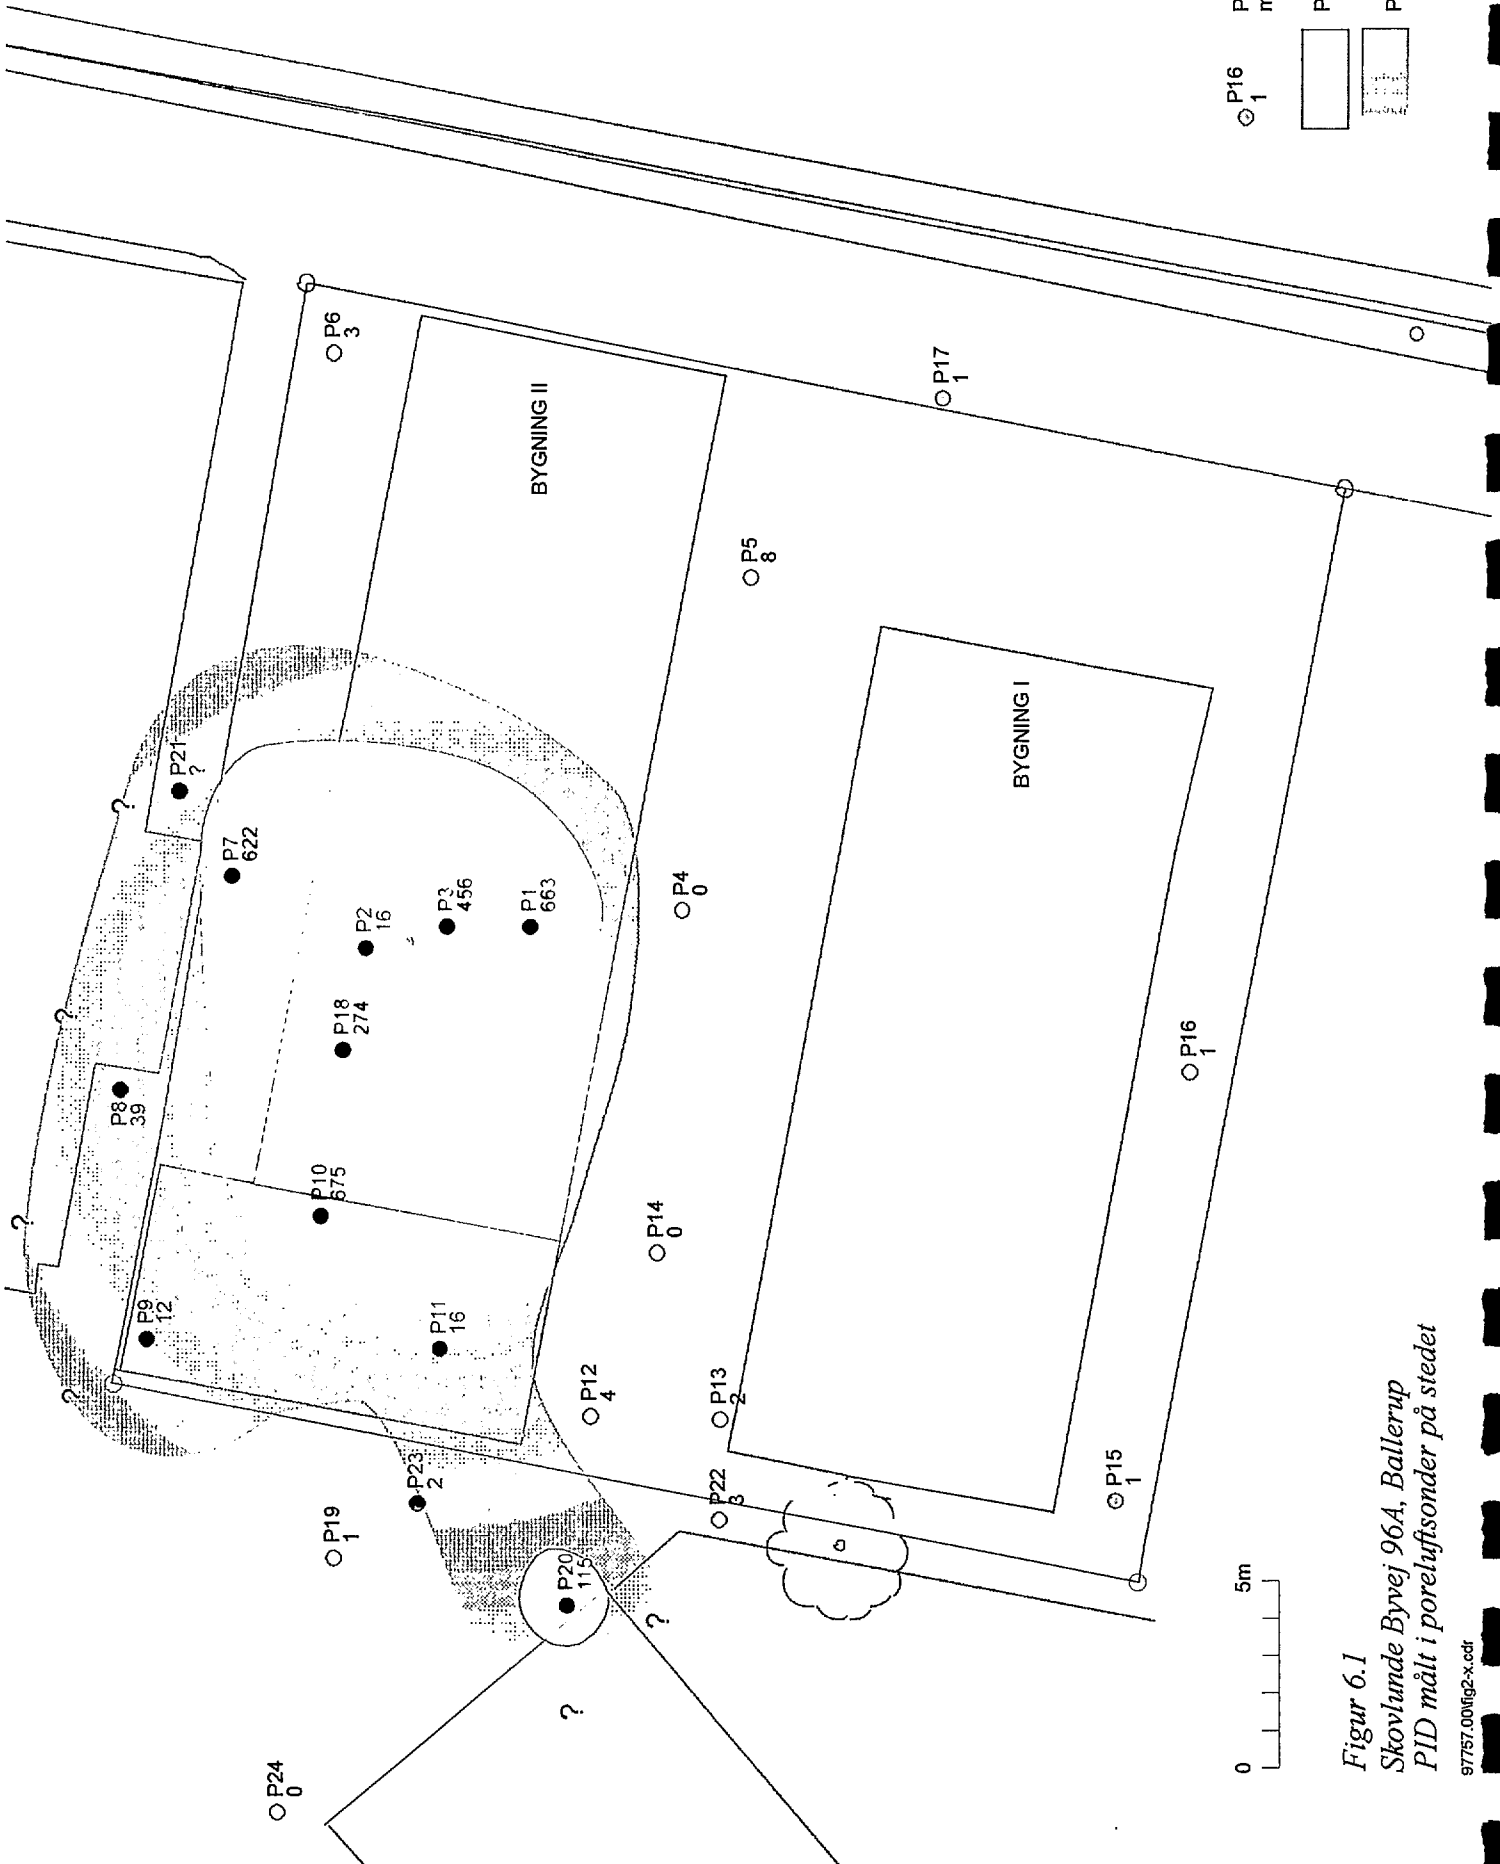 P16
1
P
m
P
P
P6
3
BYGNING II
P17
1
P5
8
P21
?
?
P7
622
P2
16
P3
456
P1
663
P4
0
BYGNING I
?
P18
274
P8
39
P16
1
?
P10
675
P14
0
P9
12
P11
16
?
P12
4
P13
2
P23
2
P22
3
P15
1
P19
1
P20
115
?
?
P24
0
0
5m
Figur 6.1
Skovlunde Byvej 96A, Ballerup
PID målt i poreluftsonder på stedet
97757.00\fig2-x.cdr